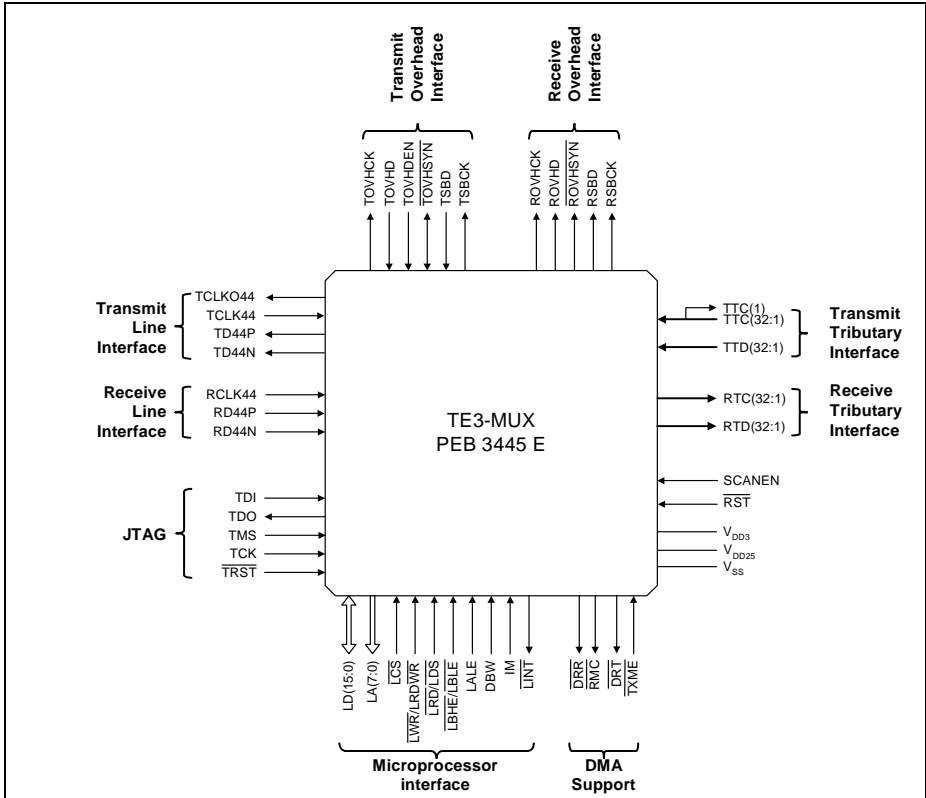 Transmit
Overhead
Interface
Receive
Overhead
Interface
TOVHCK
TOVHD
TOVHDEN
TOVHSYN
TSBD
TSBCK
ROVHCK
ROVHD
ROVHSYN
RSBD
RSBCK
Transmit
Line
Interface
TCLKO44
TCLK44
TD44P
TD44N
Receive
Line
Interface
RCLK44
RD44P
RD44N
JTAG
TDI
TDO
TMS
TCK
TRST
TE3-MUX
PEB 3445 E
TTC(1)
TTC(32:1)
TTD(32:1)
Transmit
Tributary
Interface
RTC(32:1)
RTD(32:1)
Receive
Tributary
Interface
SCANEN
RST
VDD3
VDD25
VSS
LD(15:0)
LA(7:0)
LCS
LWR/LRDWR
LRD/LDS
LBHE/LBLE
LALE
DBW
IM
LINT
DRR
RMC
DRT
TXME
Microprocessor
interface
DMA
Support